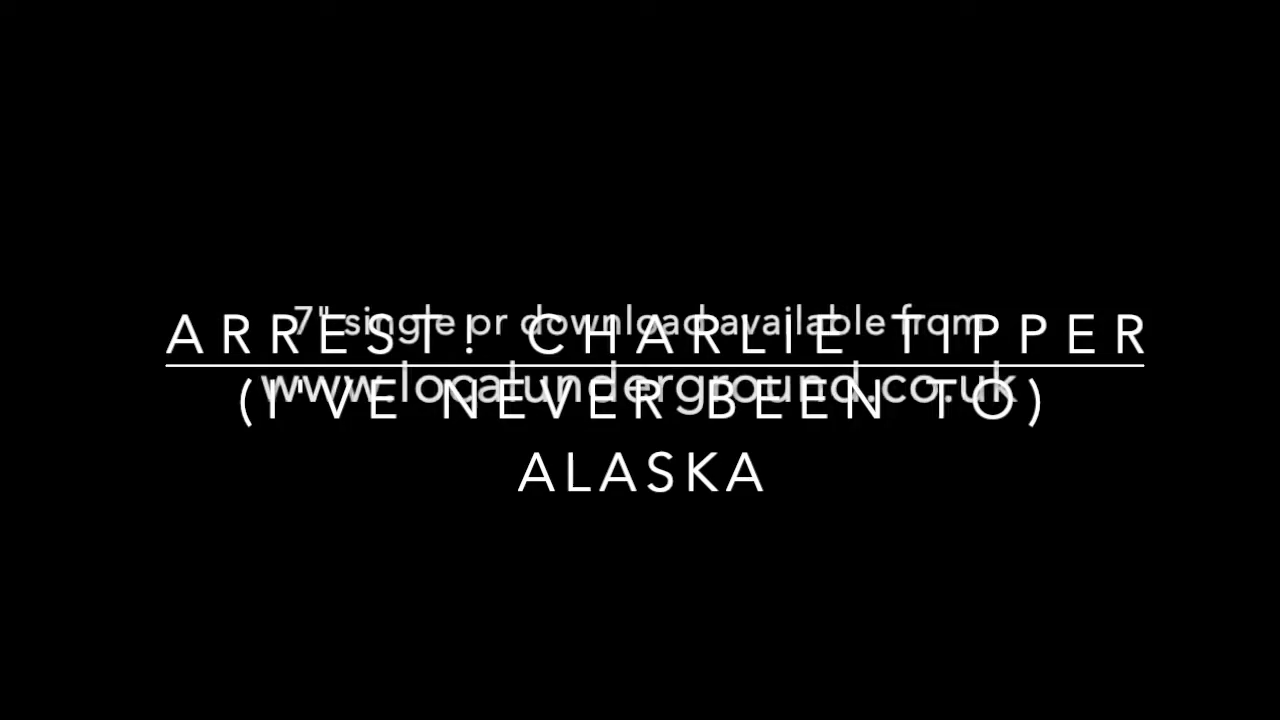 7" single or download available from
ARREST! CHARLIE TIPPER
www.localunderground.co.uk
(I'VE NEVER BEEN TO)
ALASKA